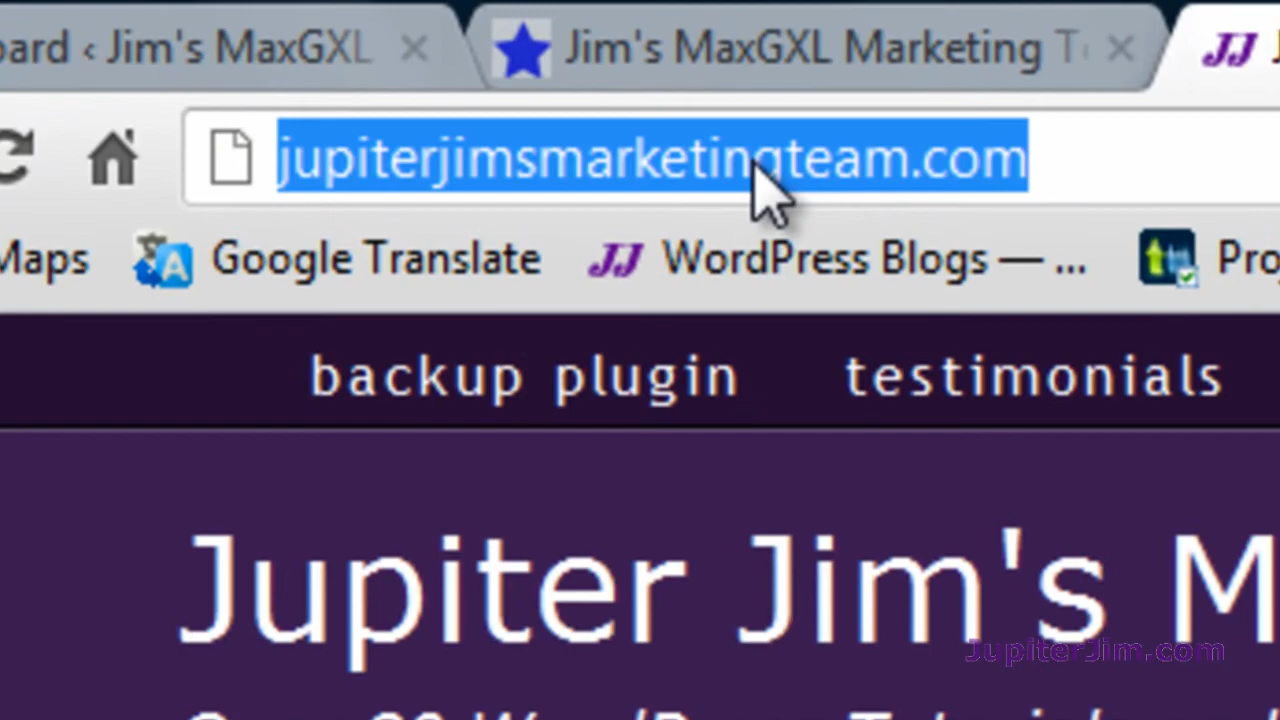 ard ‹ Jim's MaxGXL
Jim's MaxGXL Marketing T
JJ
jupiterjimsmarketingteam.com
Maps
Google Translate
JJ
WordPress Blogs — ...
Pro
backup plugin
testimonials
Jupiter Jim's M
JupiterJim.com